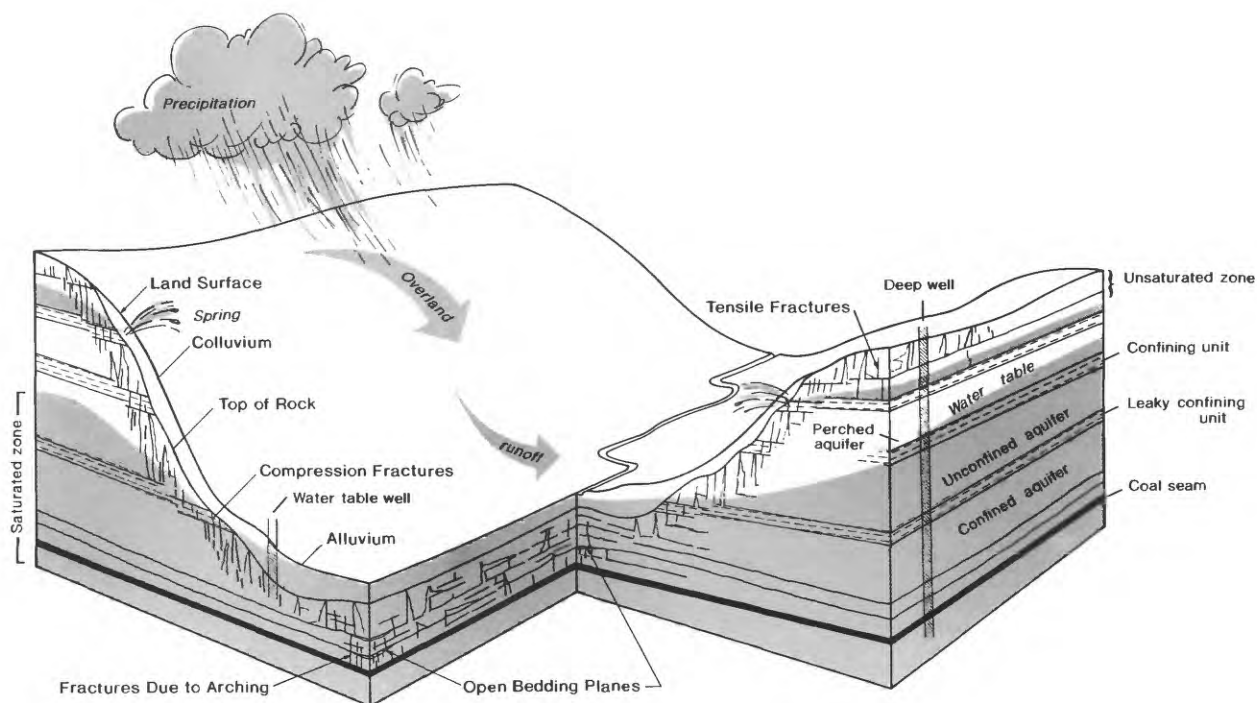 Precipitation
Land Surface
Spring
Colluvium
Overland
Deep well
Unsaturated zone
Tensile Fractures
Confining unit
Water table
Top of Rock
Perched
aquifer
Leaky confining
unit
Unconfined aquifer
runoff
Saturated zone
Compression Fractures
Water table well
Confined aquifer
Coal seam
Alluvium
Fractures Due to Arching
Open Bedding Planes